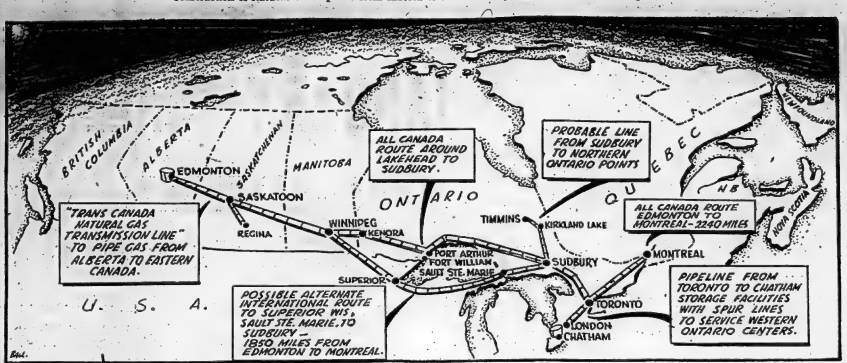 BRITISH
COLUMBIA
ALBERTA
SASKATCHEWAN
MANITOBA
ONTARIO
QUEBEC
NEWFOUNDLAND
NB
NOVA SCOTIA
U. S. A.
EDMONTON
SASKATOON
REGINA
WINNIPEG
KENORA
PORT ARTHUR
FORT WILLIAM
SAULT STE. MARIE
SUPERIOR
TIMMINS
KIRKLAND LAKE
SUDBURY
MONTREAL
TORONTO
LONDON
CHATHAM
"TRANS CANADA
NATURAL GAS
TRANSMISSION LINE"
TO PIPE GAS FROM
ALBERTA TO EASTERN
CANADA.
ALL CANADA
ROUTE AROUND
LAKEHEAD TO
SUDBURY.
PROBABLE LINE
FROM SUDBURY
TO NORTHERN
ONTARIO POINTS
ALL CANADA ROUTE
EDMONTON TO
MONTREAL-2240 MILES
POSSIBLE ALTERNATE
INTERNATIONAL ROUTE
TO SUPERIOR WIS,
SAULT STE. MARIE, TO
SUDBURY -
1850 MILES FROM
EDMONTON TO MONTREAL.
PIPELINE FROM
TORONTO TO CHATHAM
STORAGE FACILITIES
WITH SPUR LINES
TO SERVICE WESTERN
ONTARIO CENTERS.